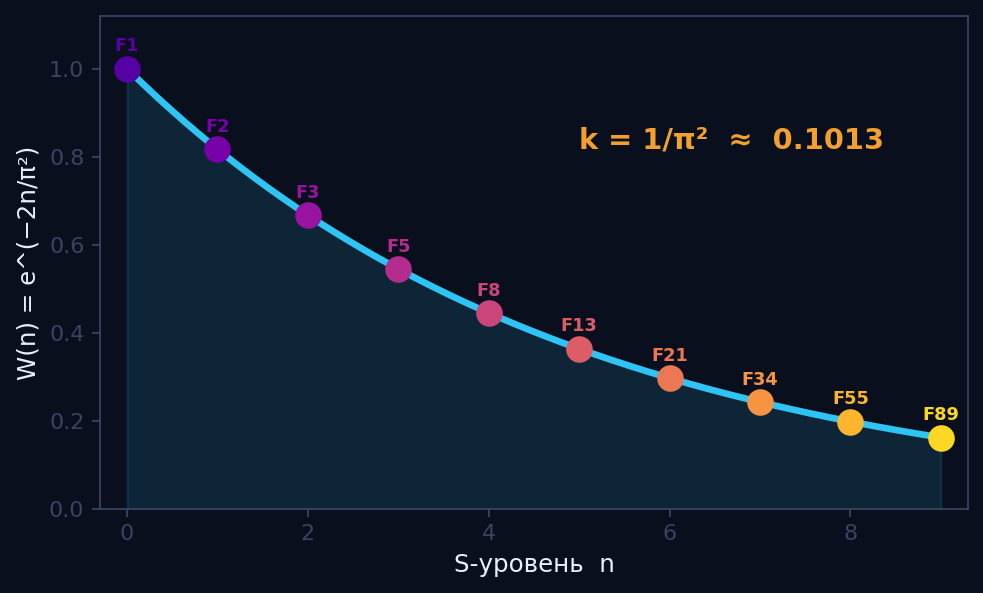 F1
1.0
F2
k = 1/π² ≈ 0.1013
0.8
F3
F5
0.6
F8
F13
0.4
F21
F34
F55
F89
0.2
0.0
W(n) = e^(−2n/π²)
0 2 4 6 8
S-уровень n